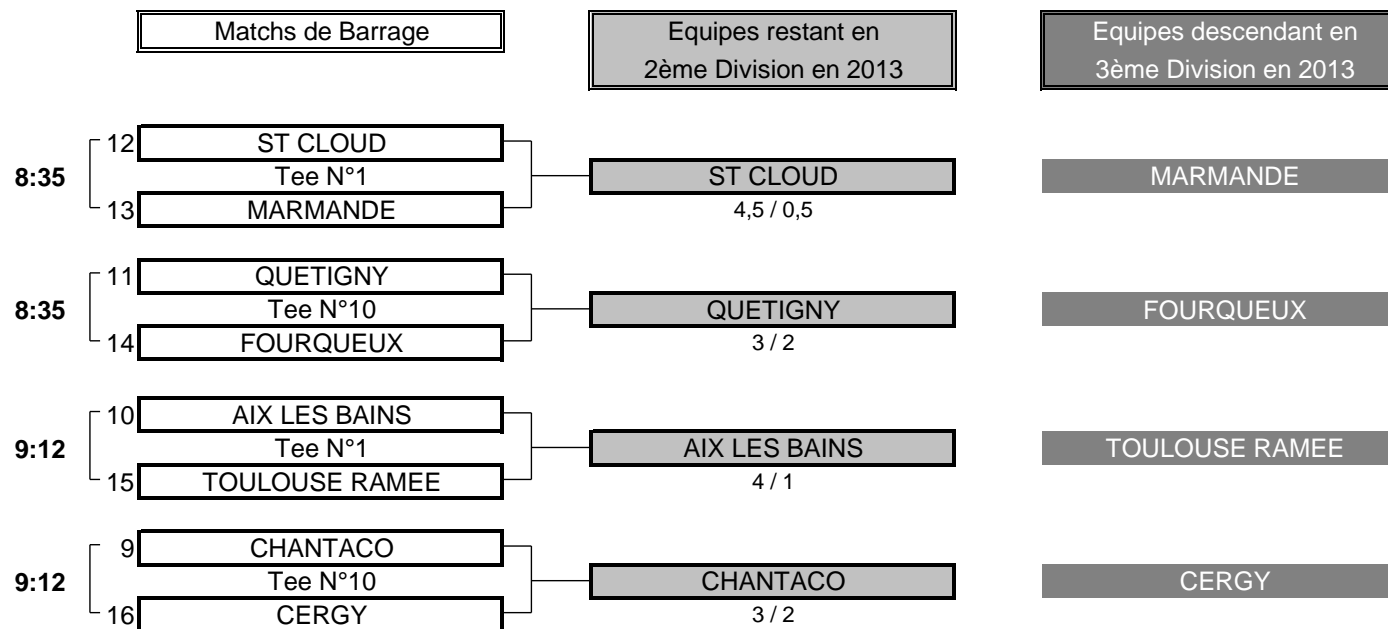 Matchs de Barrage
Equipes restant en
2ème Division en 2013
Equipes descendant en
3ème Division en 2013
12 ST CLOUD
8:35 Tee N°1 ST CLOUD MARMANDE
13 MARMANDE 4,5 / 0,5
11 QUETIGNY
8:35 Tee N°10 QUETIGNY FOURQUEUX
14 FOURQUEUX 3 / 2
10 AIX LES BAINS
9:12 Tee N°1 AIX LES BAINS TOULOUSE RAMEE
15 TOULOUSE RAMEE 4 / 1
9 CHANTACO
9:12 Tee N°10 CHANTACO CERGY
16 CERGY 3 / 2